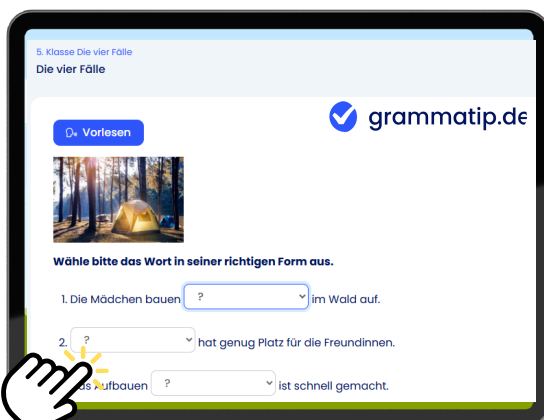 5. Klasse Die vier Fälle
Die vier Fälle
grammatip.de
Vorlesen
Wähle bitte das Wort in seiner richtigen Form aus.
1. Die Mädchen bauen ? im Wald auf.
2. ? hat genug Platz für die Freundinnen.
Aufbauen ? ist schnell gemacht.